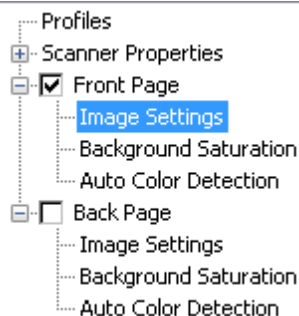 Profiles
Scanner Properties
Front Page
Image Settings
Background Saturation
Auto Color Detection
Back Page
Image Settings
Background Saturation
Auto Color Detection